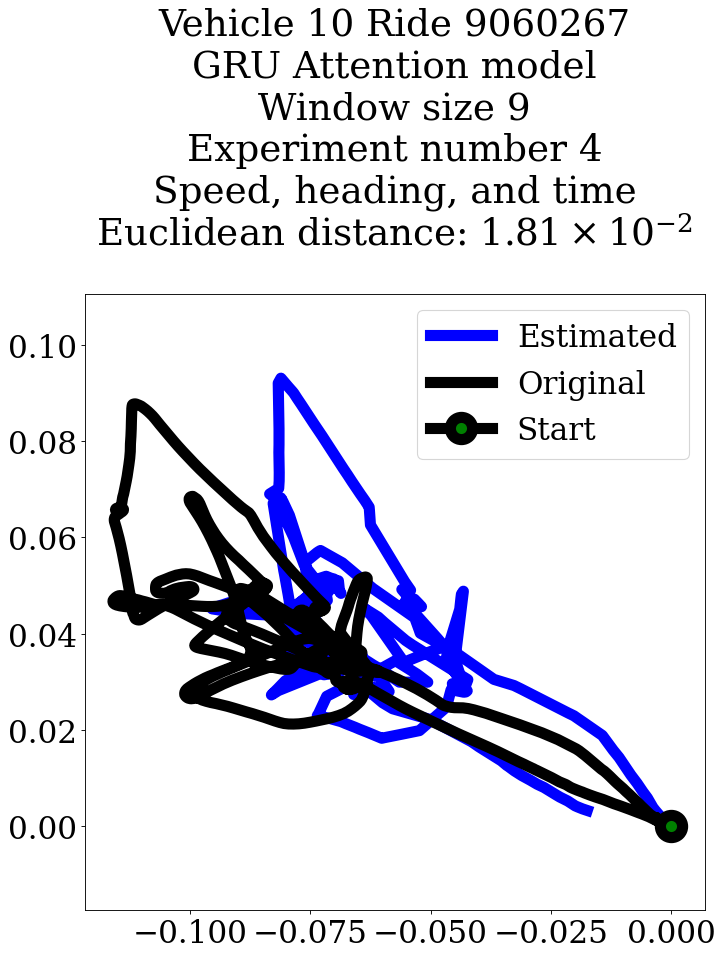 Vehicle 10 Ride 9060267
GRU Attention model
Window size 9
Experiment number 4
Speed, heading, and time
Euclidean distance: 1.81 × 10⁻²
Estimated
Original
Start
0.10
0.08
0.06
0.04
0.02
0.00
−0.100 −0.075 −0.050 −0.025 0.000